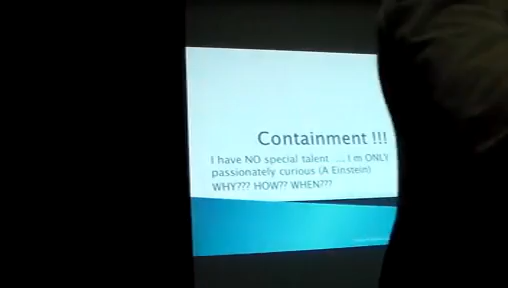 Containment !!!
I have NO special talent ... I m ONLY
passionately curious (A Einstein)
WHY??? HOW?? WHEN???